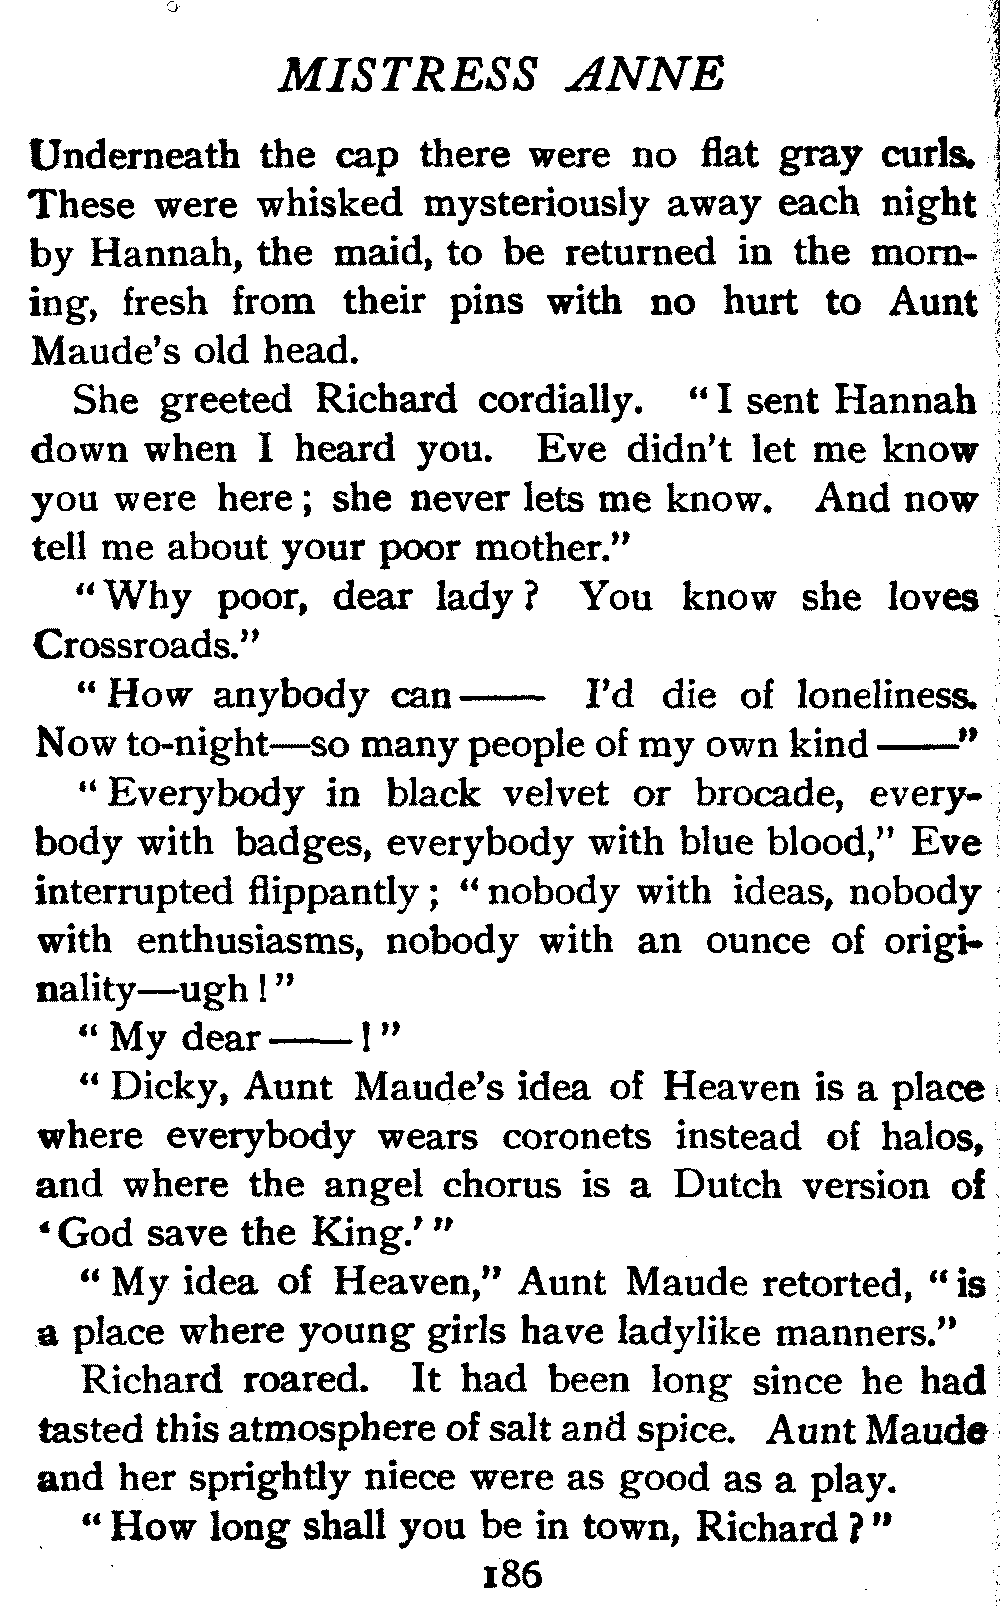 MISTRESS ANNE
Underneath the cap there were no flat gray curls.
These were whisked mysteriously away each night
by Hannah, the maid, to be returned in the morn-
ing, fresh from their pins with no hurt to Aunt
Maude's old head.
She greeted Richard cordially. "I sent Hannah
down when I heard you. Eve didn't let me know
you were here; she never lets me know. And now
tell me about your poor mother."
"Why poor, dear lady? You know she loves
Crossroads."
"How anybody can—— I'd die of loneliness.
Now to-night—so many people of my own kind——"
"Everybody in black velvet or brocade, every-
body with badges, everybody with blue blood," Eve
interrupted flippantly; "nobody with ideas, nobody
with enthusiasms, nobody with an ounce of origi-
nality—ugh!"
"My dear——!"
"Dicky, Aunt Maude's idea of Heaven is a place
where everybody wears coronets instead of halos,
and where the angel chorus is a Dutch version of
'God save the King.'"
"My idea of Heaven," Aunt Maude retorted, "is
a place where young girls have ladylike manners."
Richard roared. It had been long since he had
tasted this atmosphere of salt and spice. Aunt Maude
and her sprightly niece were as good as a play.
"How long shall you be in town, Richard?"
186